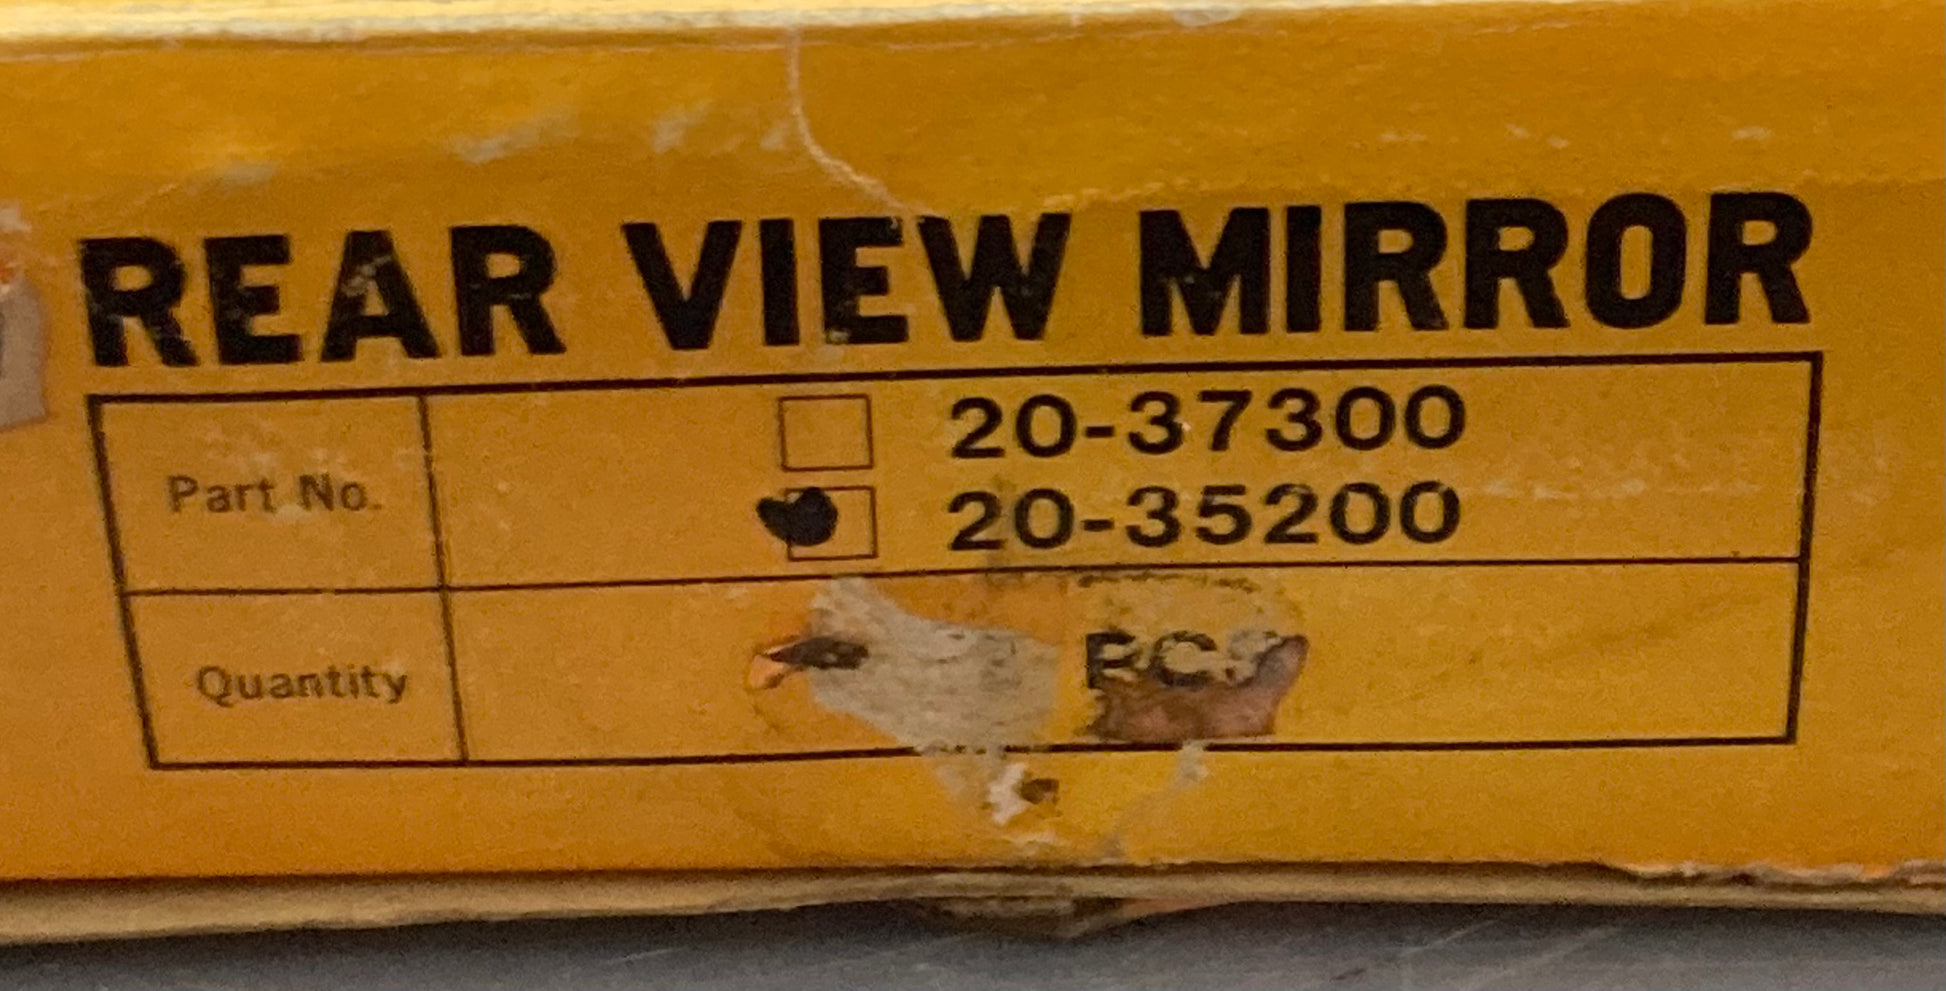 REAR VIEW MIRROR
Part No.
20-37300
20-35200
Quantity